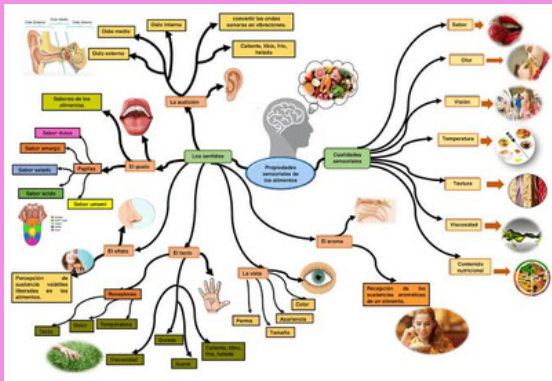 Oído medio
Oído interno
Oído externo
convertir las ondas
sonoras en vibraciones.
Caliente, tibio, frío,
helado
La audición
Sabores de los
alimentos
El gusto
Papilas
Sabor dulce
Sabor amargo
Sabor salado
Sabor ácido
Sabor umami
Los sentidos
Propiedades
sensoriales de
los alimentos
Cualidades
sensoriales
Sabor
Olor
Visión
Temperatura
Textura
Viscosidad
Contenido
nutricional
El olfato
Percepción de
sustancia volátiles
liberados en los
alimentos.
El tacto
Receptores
Tacto
Dolor
Temperatura
Viscosidad
Suave
Caliente, tibio,
frío, helado
La vista
Forma
Tamaño
Apariencia
Color
El aroma
Recepción de las
sustancias aromáticas
de un alimento.